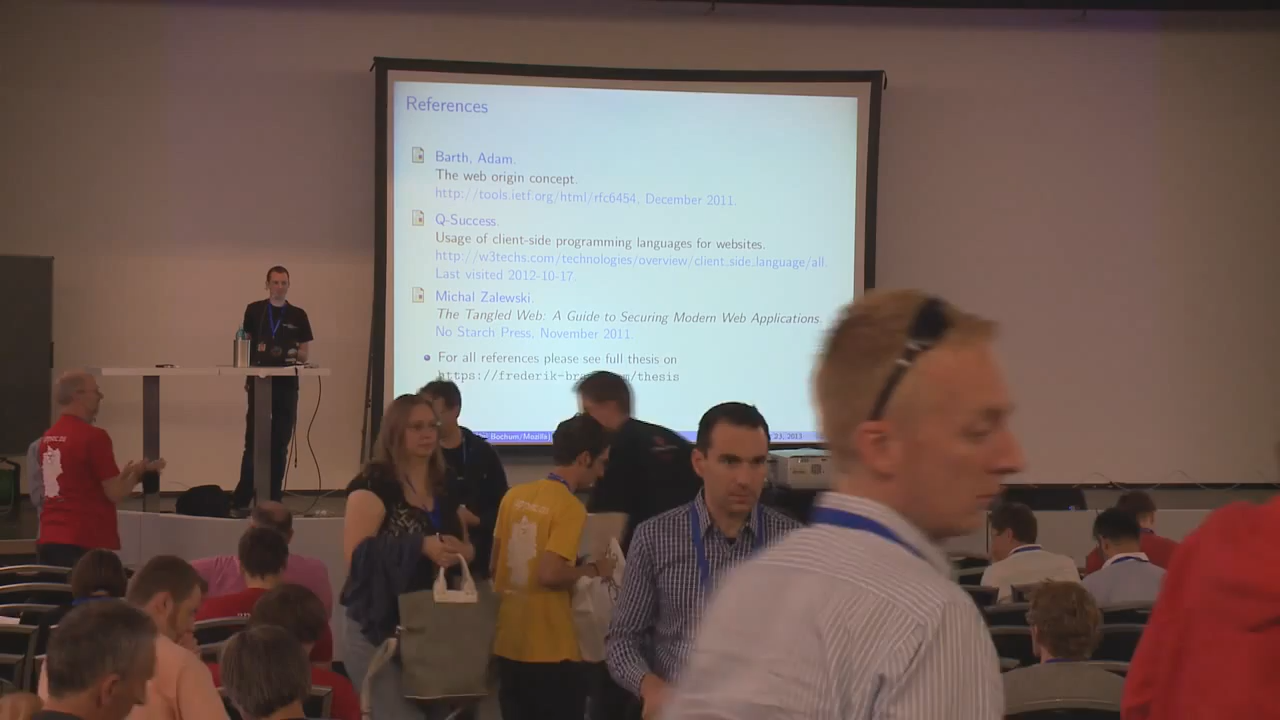 References
Barth, Adam.
The web origin concept.
http://tools.ietf.org/html/rfc6454, December 2011.
Q-Success.
Usage of client-side programming languages for websites.
http://w3techs.com/technologies/overview/client_side_language/all.
Last visited 2012-10-17.
Michal Zalewski.
The Tangled Web: A Guide to Securing Modern Web Applications.
No Starch Press, November 2011.
For all references please see full thesis on
Bochum/Mozilla)
2013